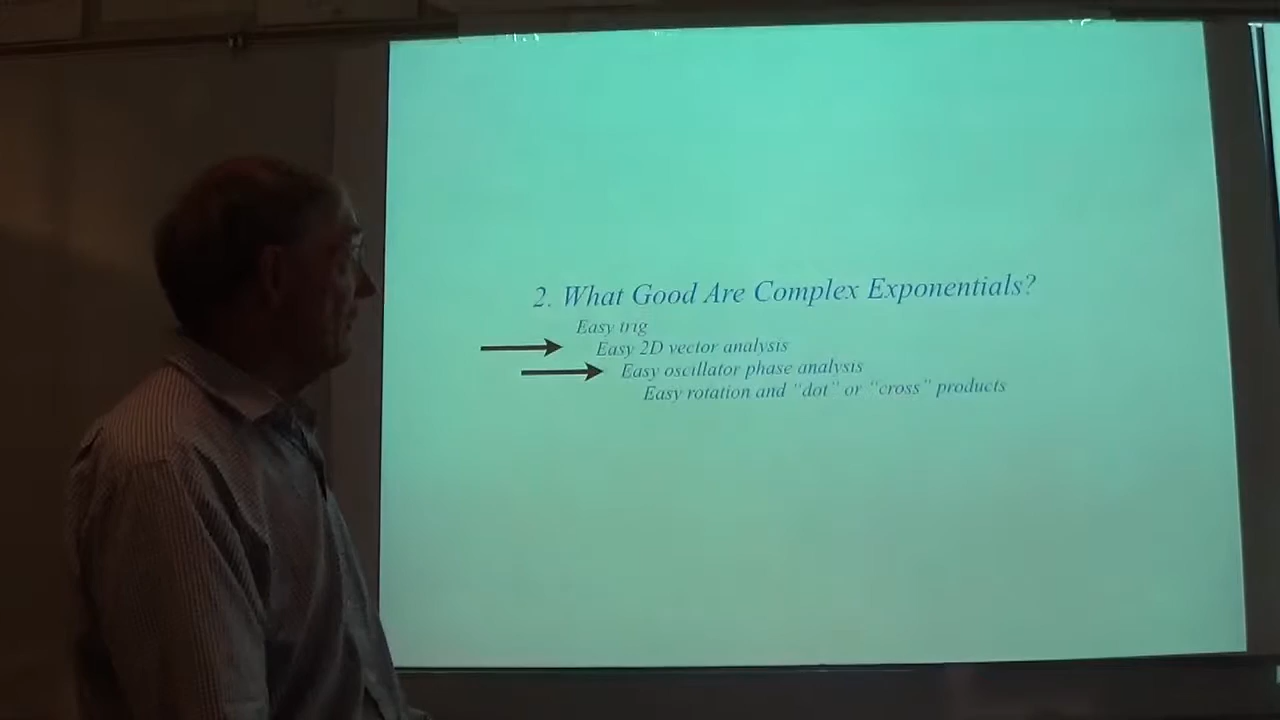 2. What Good Are Complex Exponentials?
Easy trig
Easy 2D vector analysis
Easy oscillator phase analysis
Easy rotation and “dot” or “cross” products